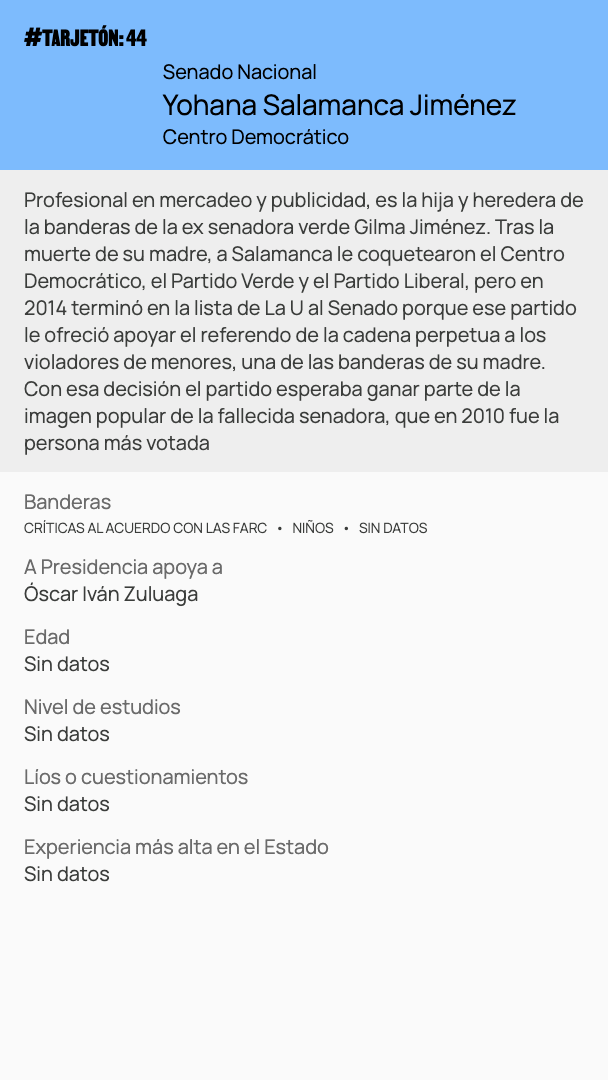 #TARJETÓN: 44
Senado Nacional
Yohana Salamanca Jiménez
Centro Democrático
Profesional en mercadeo y publicidad, es la hija y heredera de
la banderas de la ex senadora verde Gilma Jiménez. Tras la
muerte de su madre, a Salamanca le coquetearon el Centro
Democrático, el Partido Verde y el Partido Liberal, pero en
2014 terminó en la lista de La U al Senado porque ese partido
le ofreció apoyar el referendo de la cadena perpetua a los
violadores de menores, una de las banderas de su madre.
Con esa decisión el partido esperaba ganar parte de la
imagen popular de la fallecida senadora, que en 2010 fue la
persona más votada
Banderas
CRÍTICAS AL ACUERDO CON LAS FARC • NIÑOS • SIN DATOS
A Presidencia apoya a
Óscar Iván Zuluaga
Edad
Sin datos
Nivel de estudios
Sin datos
Líos o cuestionamientos
Sin datos
Experiencia más alta en el Estado
Sin datos